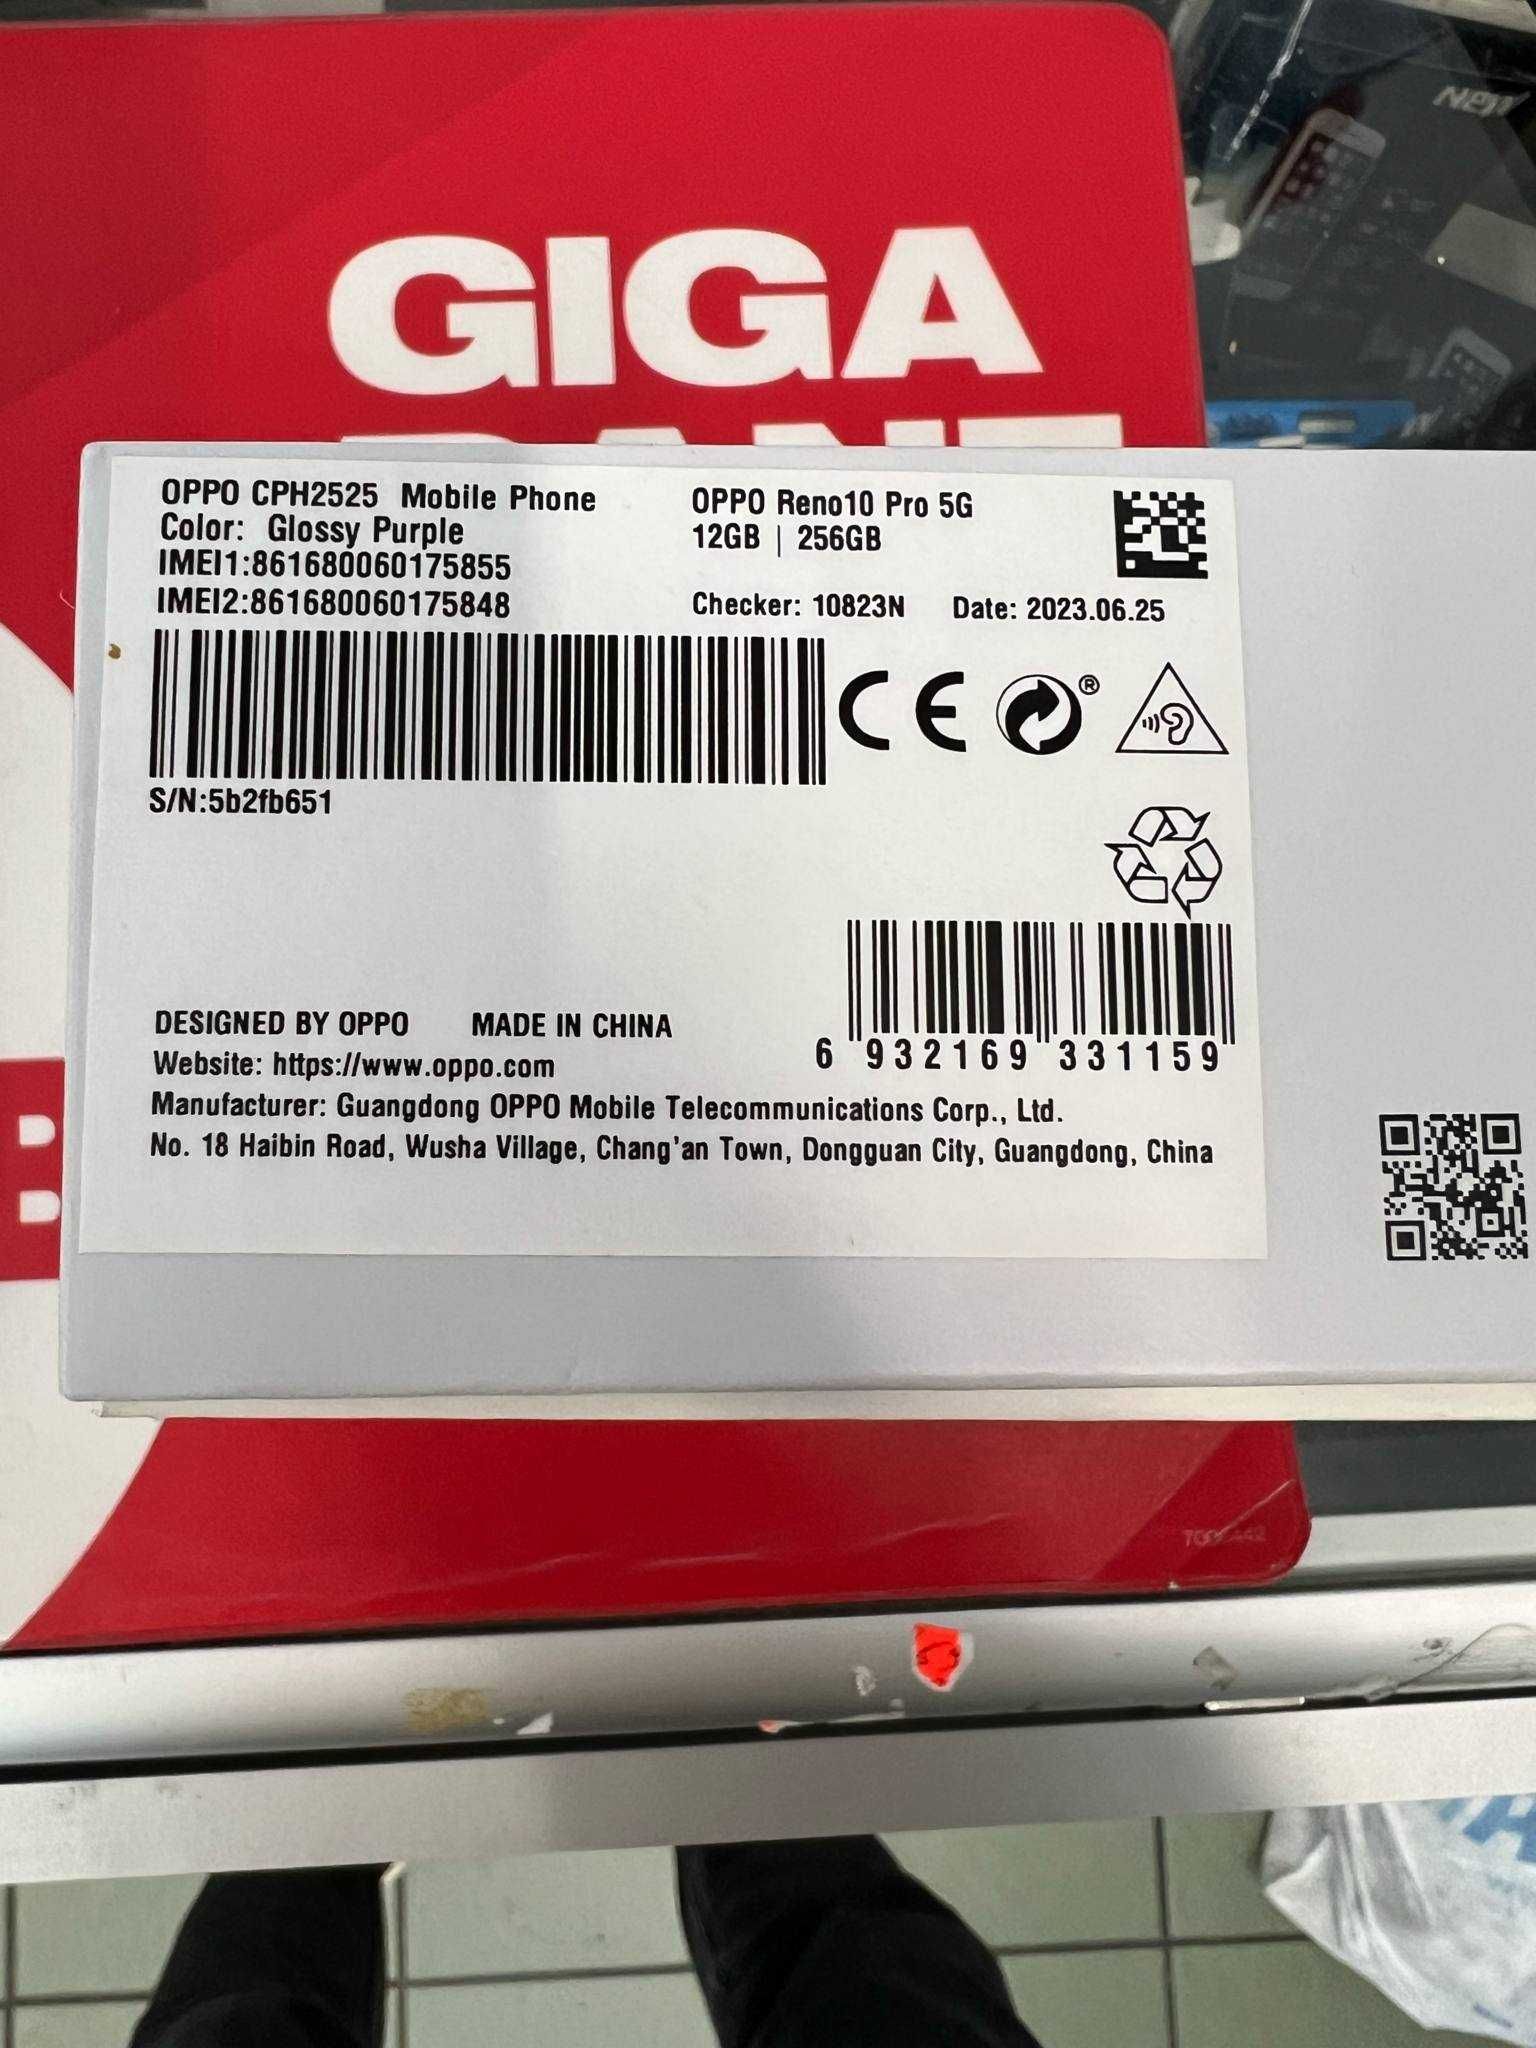 NEW
GIGA
OPPO CPH2525 Mobile Phone
Color: Glossy Purple
IMEI1:861680060175855
IMEI2:861680060175848
OPPO Reno10 Pro 5G
12GB | 256GB
Checker: 10823N Date: 2023.06.25
CE
®
S/N:5b2fb651
6 932169 331159
DESIGNED BY OPPO MADE IN CHINA
Website: https://www.oppo.com
Manufacturer: Guangdong OPPO Mobile Telecommunications Corp., Ltd.
No. 18 Haibin Road, Wusha Village, Chang'an Town, Dongguan City, Guangdong, China